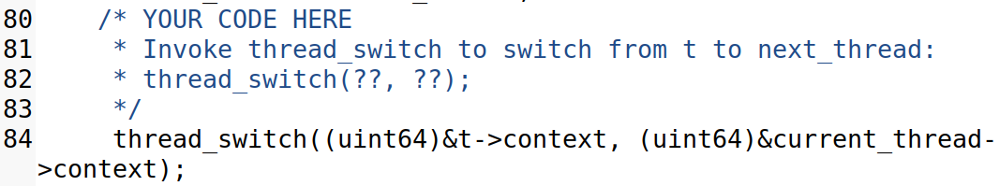 80 /* YOUR CODE HERE
81 * Invoke thread_switch to switch from t to next_thread:
82 * thread_switch(??, ??);
83 */
84 thread_switch((uint64)&t->context, (uint64)&current_thread-
>context);